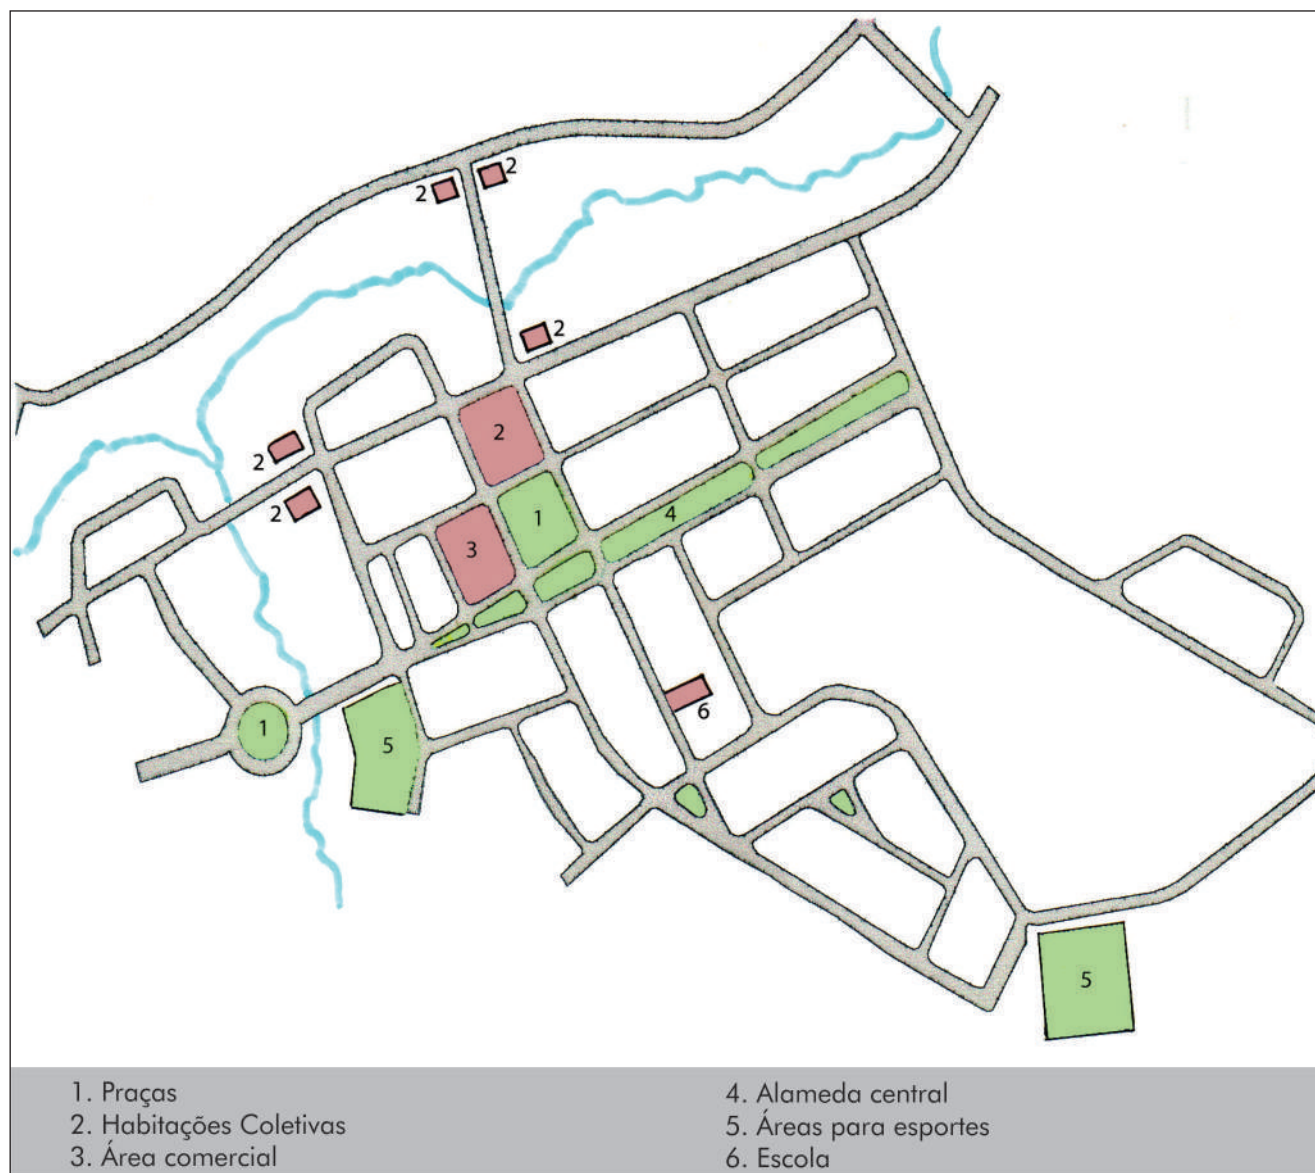 2
2
2
2
2
2
1
4
3
6
1
5
5
1. Praças
2. Habitações Coletivas
3. Área comercial
4. Alameda central
5. Áreas para esportes
6. Escola